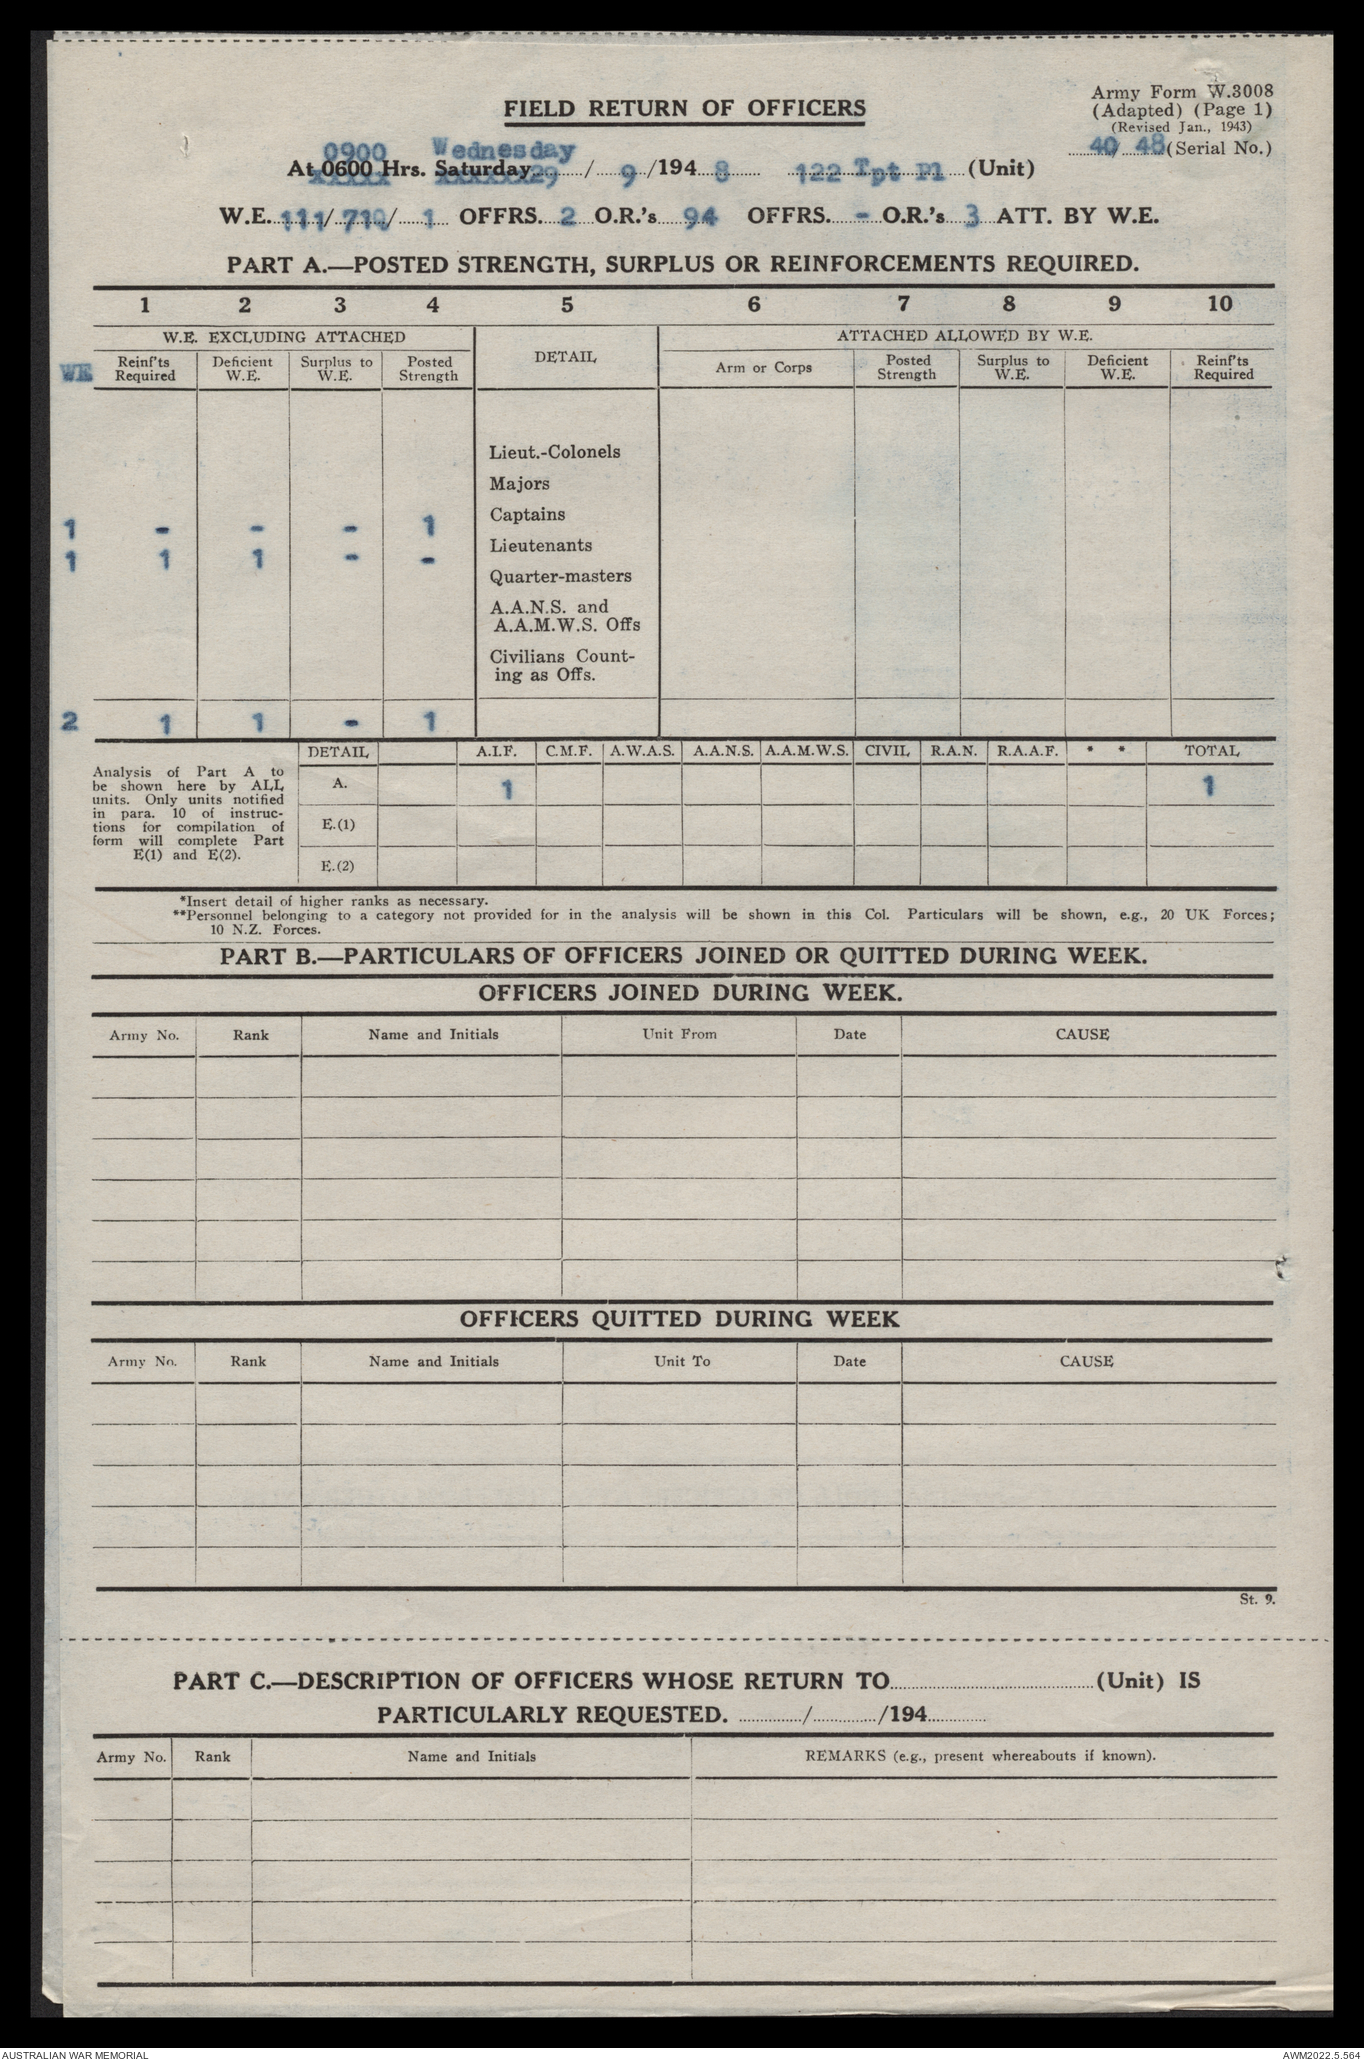 Army Form W.3008
FIELD RETURN OF OFFICERS
(Adapted) (Page 1)
(Revised Jan., 1943)
0900 Wednesday
40/48 (Serial No.)
At 0600 Hrs. Saturday 29/9/1948 122 Tpt Pl (Unit)
W.E. 111/710/1 OFFRS. 2 O.R.'s 94 OFFRS. - O.R.'s 3 ATT. BY W.E.
PART A.—POSTED STRENGTH, SURPLUS OR REINFORCEMENTS REQUIRED.
1 2 3 4 5 6 7 8 9 10
W.E. EXCLUDING ATTACHED DETAIL ATTACHED ALLOWED BY W.E.
WE Reinf'ts Required Deficient W.E. Surplus to W.E. Posted Strength Arm or Corps Posted Strength Surplus to W.E. Deficient W.E. Reinf'ts Required
Lieut.-Colonels
Majors
Captains
1 - - - 1
Lieutenants
1 1 1 - -
Quarter-masters
A.A.N.S. and
A.A.M.W.S. Offs
Civilians Count-
ing as Offs.
2 1 1 - 1
DETAIL A.I.F. C.M.F. A.W.A.S. A.A.N.S. A.A.M.W.S. CIVIL R.A.N. R.A.A.F. * * TOTAL
Analysis of Part A to
be shown here by ALL
units. Only units notified
in para. 10 of instruc-
tions for compilation of
form will complete Part
E(1) and E(2).
A. 1 1
E.(1)
E.(2)
*Insert detail of higher ranks as necessary.
**Personnel belonging to a category not provided for in the analysis will be shown in this Col. Particulars will be shown, e.g., 20 UK Forces;
10 N.Z. Forces.
PART B.—PARTICULARS OF OFFICERS JOINED OR QUITTED DURING WEEK.
OFFICERS JOINED DURING WEEK.
Army No. Rank Name and Initials Unit From Date CAUSE
OFFICERS QUITTED DURING WEEK
Army No. Rank Name and Initials Unit To Date CAUSE
St. 9.
PART C.—DESCRIPTION OF OFFICERS WHOSE RETURN TO (Unit) IS
PARTICULARLY REQUESTED. / /194
Army No. Rank Name and Initials REMARKS (e.g., present whereabouts if known).
AUSTRALIAN WAR MEMORIAL AWM2022.5.564